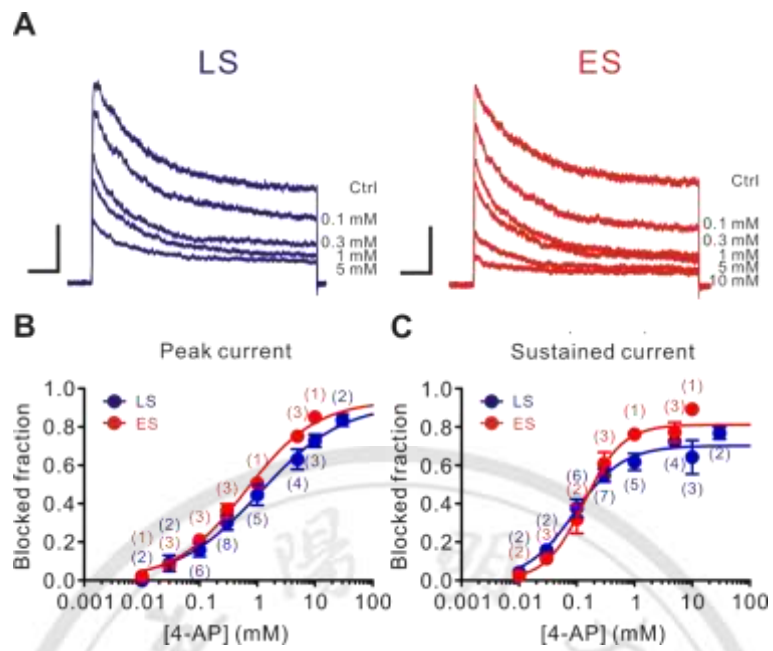 A
LS
ES
Ctrl
0.1 mM
0.3 mM
1 mM
5 mM
Ctrl
0.1 mM
0.3 mM
1 mM
5 mM
10 mM
B
Peak current
Blocked fraction
1.0
0.8
0.6
0.4
0.2
0.0
LS
ES
(1)
(2)
(2)
(3)
(3)
(6)
(3)
(8)
(1)
(5)
(3)
(4)
(1)
(3)
(2)
0.001 0.01 0.1 1 10 100
[4-AP] (mM)
C
Sustained current
Blocked fraction
1.0
0.8
0.6
0.4
0.2
0.0
LS
ES
(2)
(2)
(2)
(3)
(6)
(2)
(3)
(7)
(1)
(5)
(3)
(4)
(1)
(3)
(2)
0.001 0.01 0.1 1 10 100
[4-AP] (mM)
陽